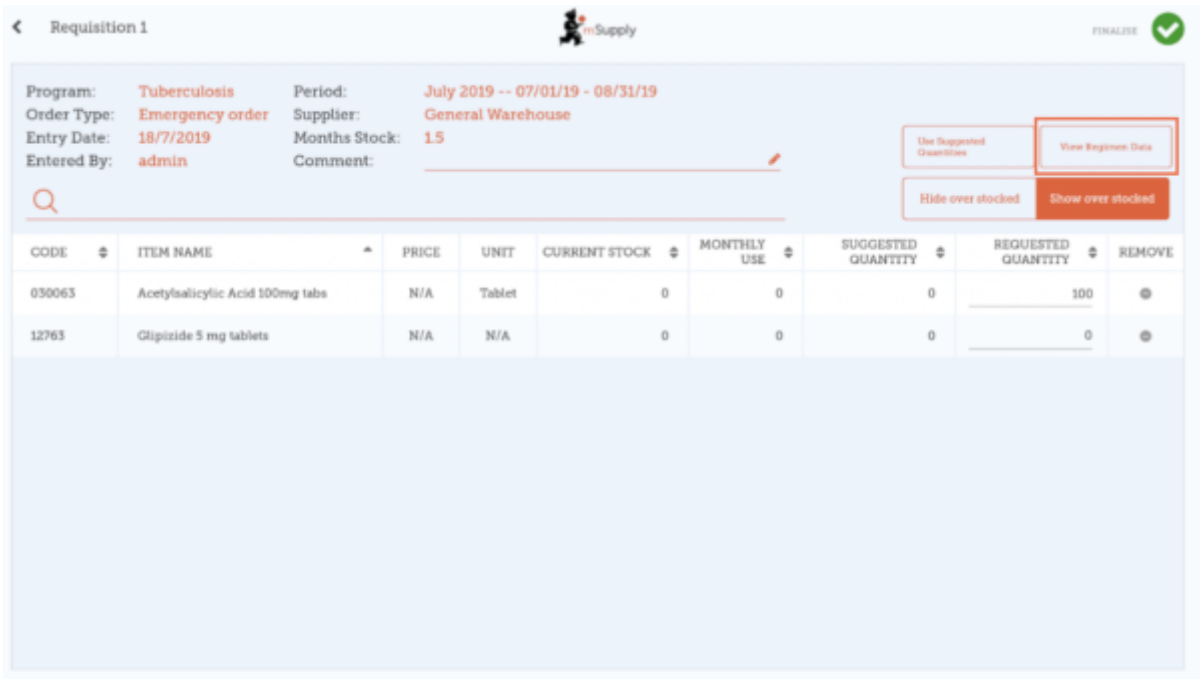 Requisition 1
mSupply
FINALISE
Program: Tuberculosis Period: July 2019 -- 07/01/19 - 08/31/19
Order Type: Emergency order Supplier: General Warehouse
Entry Date: 18/7/2019 Months Stock: 1.5
Entered By: admin Comment:
Use Suggested
Quantities
View Regimen Data
Hide over stocked Show over stocked
CODE ITEM NAME PRICE UNIT CURRENT STOCK MONTHLY USE SUGGESTED QUANTITY REQUESTED QUANTITY REMOVE
030063 Acetylsalicylic Acid 100mg tabs N/A Tablet 0 0 0 100
12763 Glipizide 5 mg tablets N/A N/A 0 0 0 0